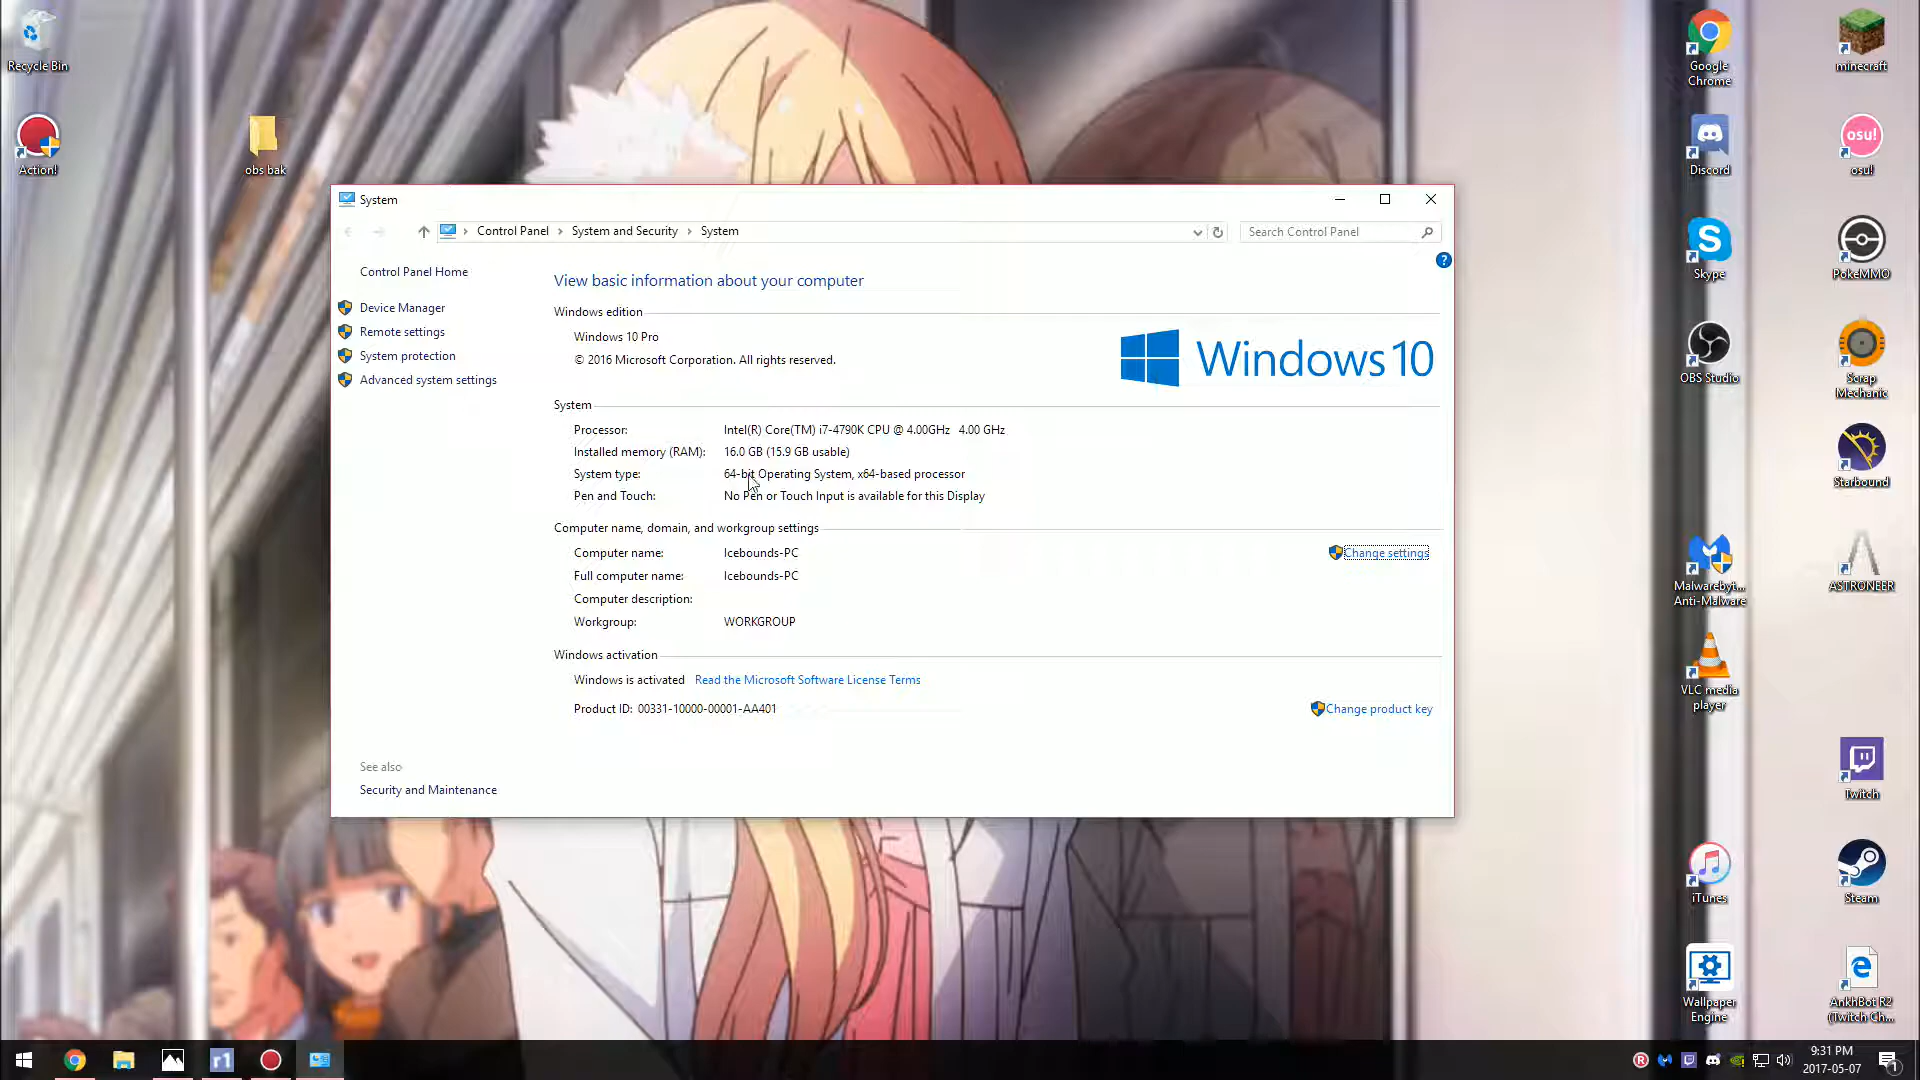 Recycle Bin
Action!
obs bak
System
Control Panel
System and Security
System
Search Control Panel
Control Panel Home
Device Manager
Remote settings
System protection
Advanced system settings
See also
Security and Maintenance
View basic information about your computer
Windows edition
Windows 10 Pro
© 2016 Microsoft Corporation. All rights reserved.
Windows 10
System
Processor: Intel(R) Core(TM) i7-4790K CPU @ 4.00GHz 4.00 GHz
Installed memory (RAM): 16.0 GB (15.9 GB usable)
System type: 64-bit Operating System, x64-based processor
Pen and Touch: No Pen or Touch Input is available for this Display
Computer name, domain, and workgroup settings
Computer name: Icebounds-PC
Change settings
Full computer name: Icebounds-PC
Computer description:
Workgroup: WORKGROUP
Windows activation
Windows is activated Read the Microsoft Software License Terms
Product ID: 00331-10000-00001-AA401
Change product key
Google
Chrome
Discord
Skype
OBS Studio
Malwarebyt...
Anti-Malware
VLC media
player
iTunes
Wallpaper
Engine
minecraft
osu!
osu!
PokeMMO
Scrap
Mechanic
Starbound
ASTRONEER
Twitch
Steam
AnkhBot R2
(Twitch Ch...
r1
9:31 PM
2017-05-07
1